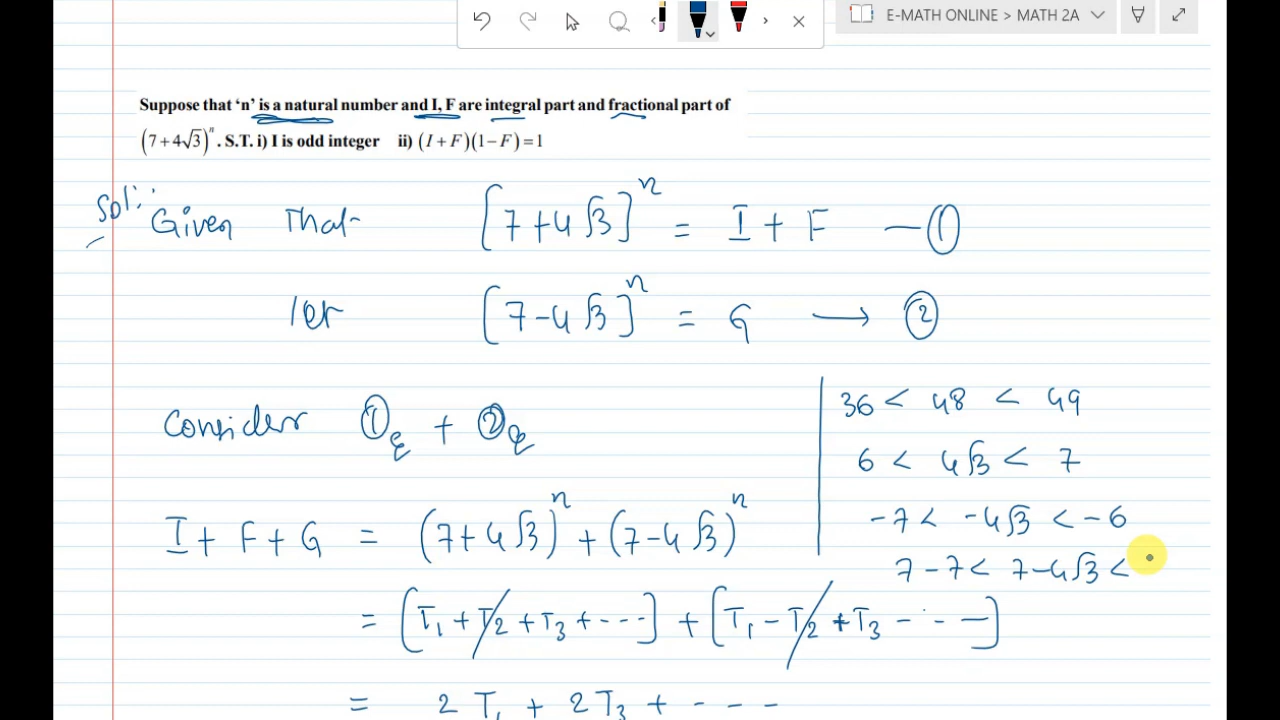 E-MATH ONLINE > MATH 2A
Suppose that ‘n’ is a natural number and I, F are integral part and fractional part of
(7+4√3)ⁿ. S.T. i) I is odd integer ii) (I+F)(1−F)=1
Sol:
Given That [7+4√3]ⁿ = I + F —①
let [7-4√3]ⁿ = G → ②
Consider ① + ②
I + F + G = (7+4√3)ⁿ + (7-4√3)ⁿ
= [T₁ + T₂ + T₃ + ---] + [T₁ - T₂ + T₃ - - - -]
= 2T₁ + 2T₃ + - - - -
36 < 48 < 49
6 < 4√3 < 7
-7 < -4√3 < -6
7-7 < 7-4√3 <